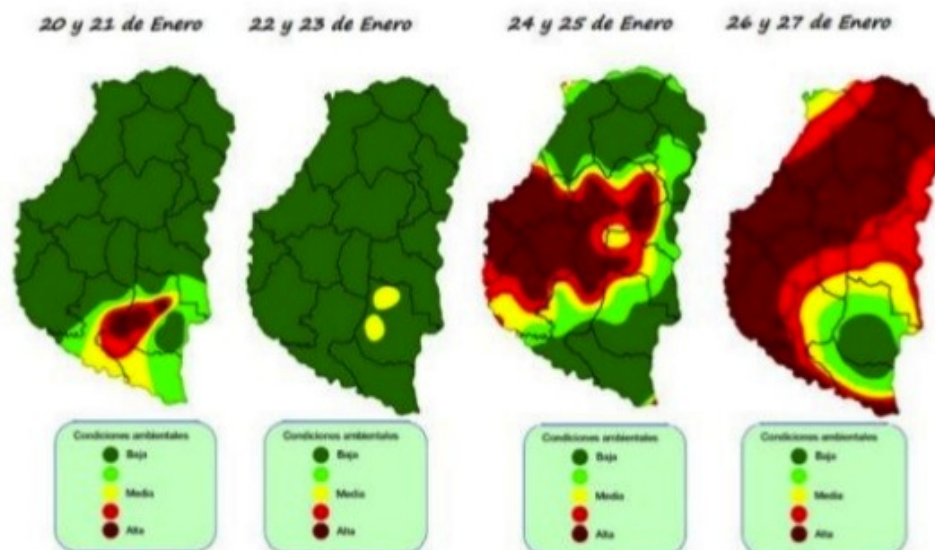 20 y 21 de Enero
22 y 23 de Enero
24 y 25 de Enero
26 y 27 de Enero
Condiciones ambientales
Baja
Media
Alta
Condiciones ambientales
Baja
Media
Alta
Condiciones ambientales
Baja
Media
Alta
Condiciones ambientales
Baja
Media
Alta